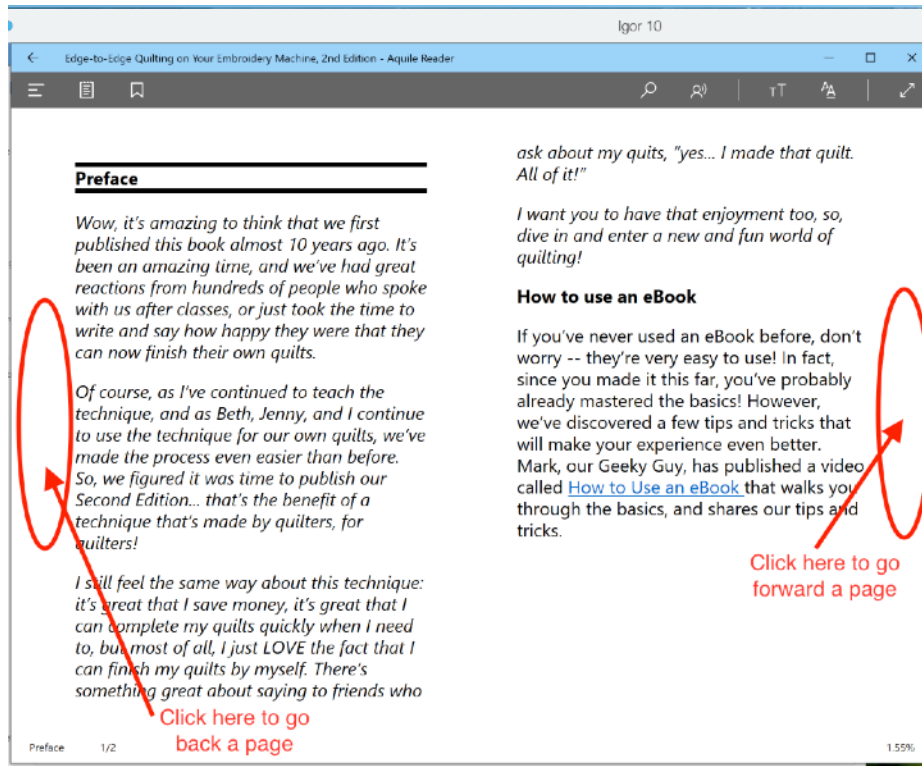 Igor 10
Edge-to-Edge Quilting on Your Embroidery Machine, 2nd Edition - Aquile Reader
Preface
Wow, it's amazing to think that we first
published this book almost 10 years ago. It's
been an amazing time, and we've had great
reactions from hundreds of people who spoke
with us after classes, or just took the time to
write and say how happy they were that they
can now finish their own quilts.
Of course, as I've continued to teach the
technique, and as Beth, Jenny, and I continue
to use the technique for our own quilts, we've
made the process even easier than before.
So, we figured it was time to publish our
Second Edition... that's the benefit of a
technique that's made by quilters, for
quilters!
I still feel the same way about this technique:
it's great that I save money, it's great that I
can complete my quilts quickly when I need
to, but most of all, I just LOVE the fact that I
can finish my quilts by myself. There's
something great about saying to friends who
Click here to go
back a page
ask about my quits, "yes... I made that quilt.
All of it!"
I want you to have that enjoyment too, so,
dive in and enter a new and fun world of
quilting!
How to use an eBook
If you've never used an eBook before, don't
worry -- they're very easy to use! In fact,
since you made it this far, you've probably
already mastered the basics! However,
we've discovered a few tips and tricks that
will make your experience even better.
Mark, our Geeky Guy, has published a video
called How to Use an eBook that walks you
through the basics, and shares our tips and
tricks.
Click here to go
forward a page
Preface 1/2
1.55%